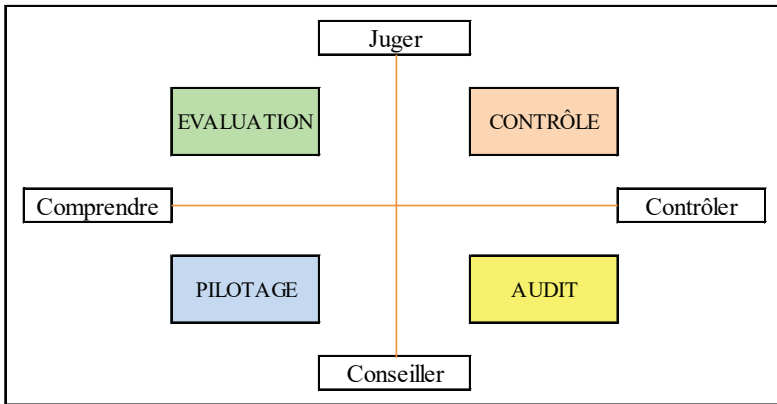 Juger
EVALUATION
CONTRÔLE
Comprendre
Contrôler
PILOTAGE
AUDIT
Conseiller